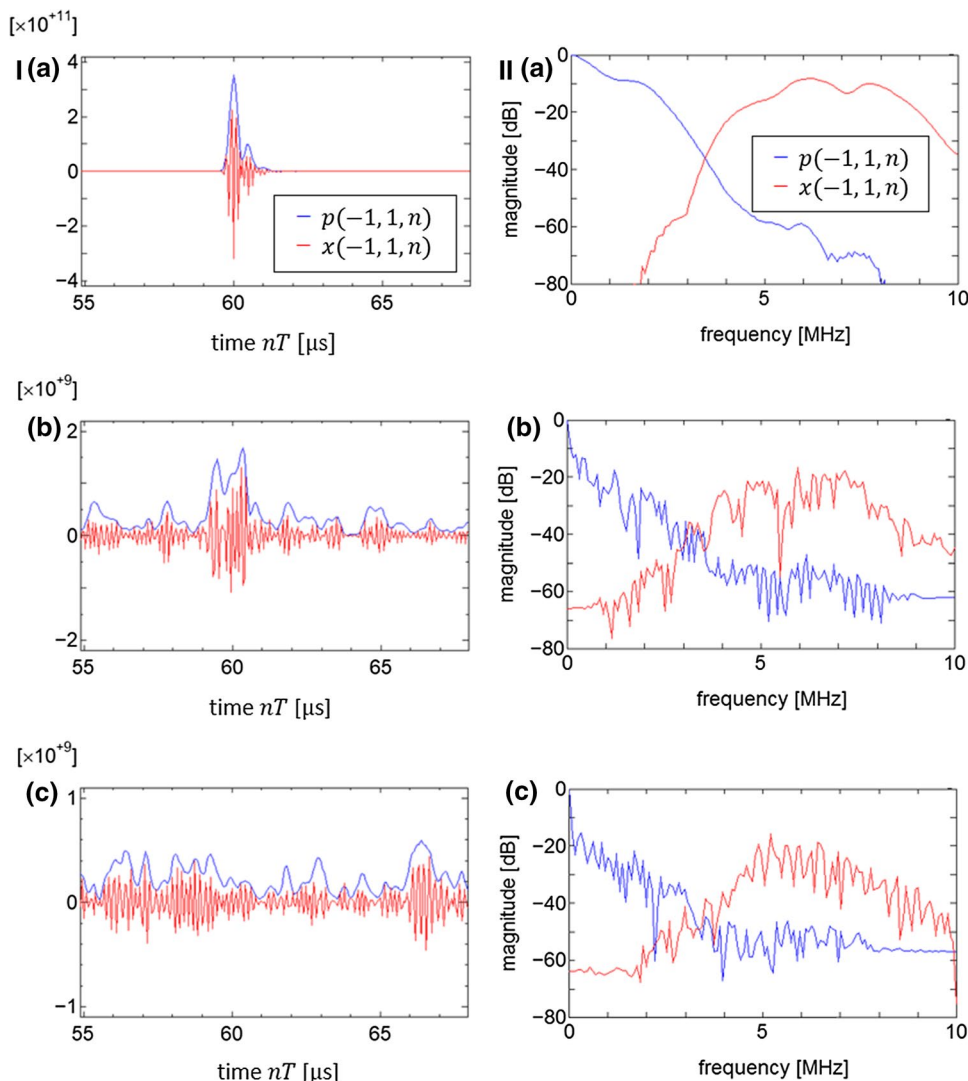 [×10+11]
I (a)
4
2
0
−2
−4
p(−1, 1, n)
x(−1, 1, n)
55
60
65
time nT [µs]
II (a)
0
−20
−40
−60
−80
magnitude [dB]
p(−1, 1, n)
x(−1, 1, n)
0
5
10
frequency [MHz]
[×10+9]
(b)
2
0
−2
55
60
65
time nT [µs]
(b)
0
−20
−40
−60
−80
magnitude [dB]
0
5
10
frequency [MHz]
[×10+9]
(c)
1
0
−1
55
60
65
time nT [µs]
(c)
0
−20
−40
−60
−80
magnitude [dB]
0
5
10
frequency [MHz]